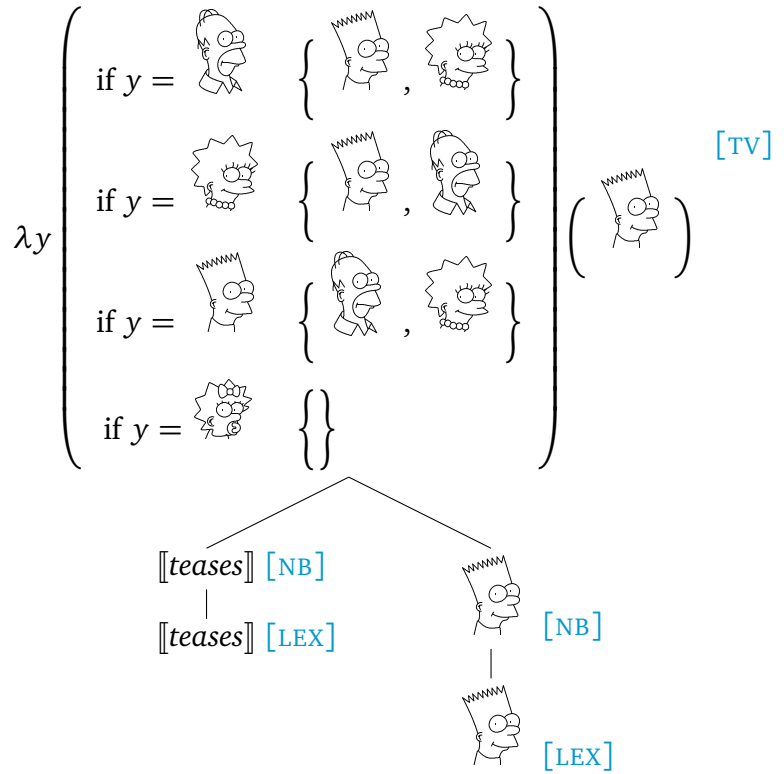 if y = { , }
[TV]
if y = { , }
λy ( ) ( )
if y = { , }
if y = {}
⟦teases⟧ [NB]
[NB]
⟦teases⟧ [LEX]
[LEX]